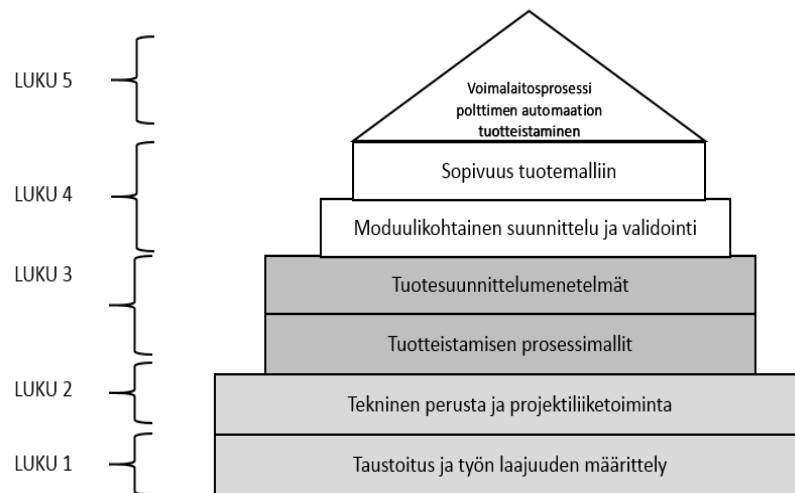 LUKU 5
Voimalaitosprosessi
polttimen automaation
tuotteistaminen
LUKU 4
Sopivuus tuotemalliin
Moduulikohtainen suunnittelu ja validointi
LUKU 3
Tuotesuunnittelumenetelmät
Tuotteistamisen prosessimallit
LUKU 2
Tekninen perusta ja projektiliiketoiminta
LUKU 1
Taustoitus ja työn laajuuden määrittely